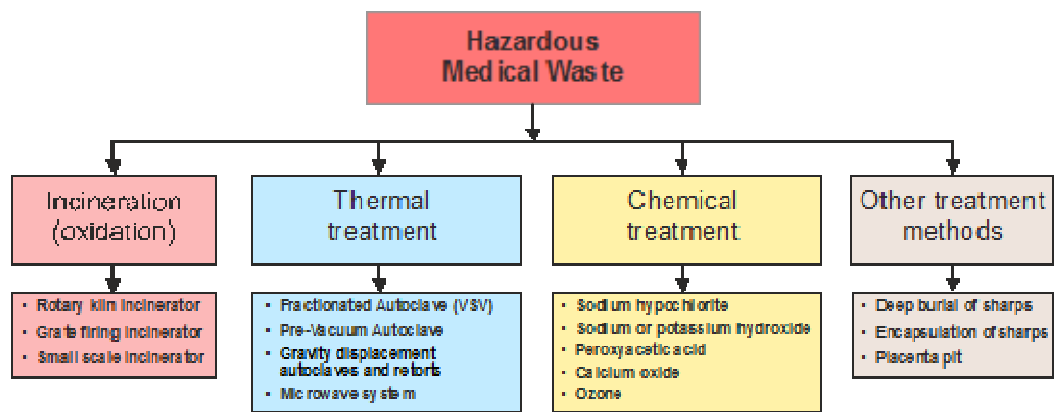 Hazardous
Medical Waste
Incineration
(oxidation)
Thermal
treatment
Chemical
treatment
Other treatment
methods
• Rotary kiln incinerator
• Grate firing incinerator
• Small scale incinerator
• Fractionated Autoclave (VSV)
• Pre-Vacuum Autoclave
• Gravity displacement
autoclaves and retorts
• Microwave system
• Sodium hypochlorite
• Sodium or potassium hydroxide
• Peroxyacetic acid
• Calcium oxide
• Ozone
• Deep burial of sharps
• Encapsulation of sharps
• Placenta pit